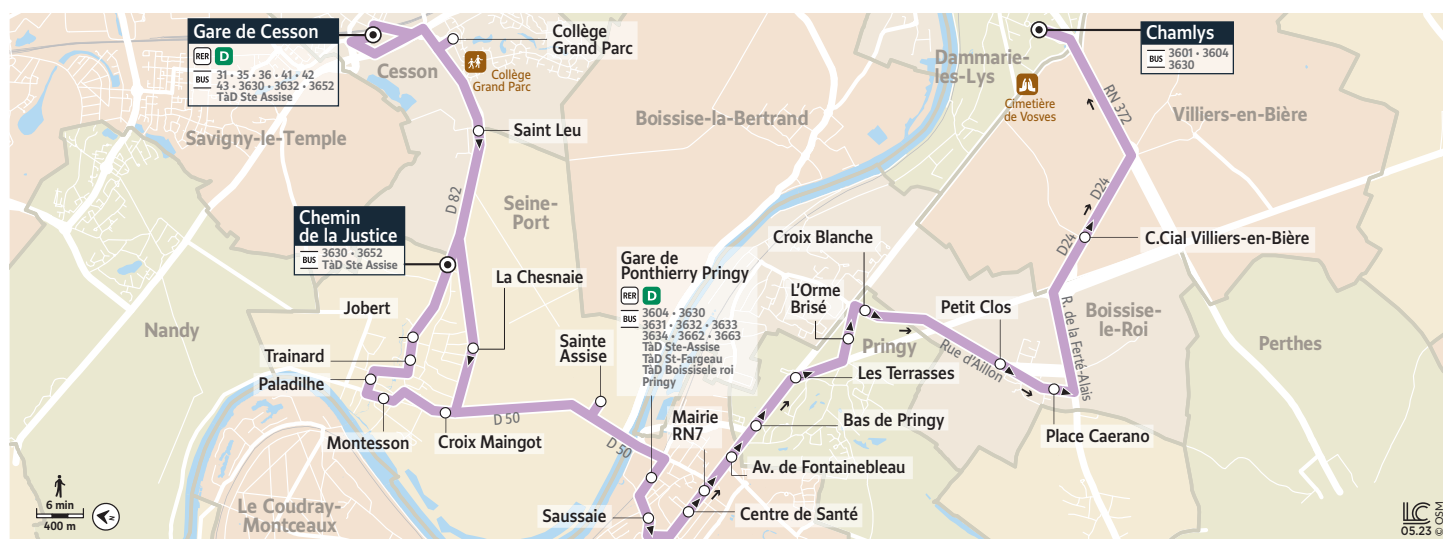 Gare de Cesson
RER D
BUS 31 • 35 • 36 • 41 • 42
43 • 3630 • 3632 • 3652
TàD Ste Assise
Collège
Grand Parc
Cesson
Collège
Grand Parc
Saint Leu
Savigny-le-Temple
D 82
Seine-
Port
Chemin
de la Justice
BUS 3630 • 3652
TàD Ste Assise
La Chesnaie
Jobert
Nandy
Trainard
Paladilhe
Montesson
Croix Maingot
D 50
Sainte
Assise
D 50
Boissise-la-Bertrand
Gare de
Ponthierry Pringy
RER D
BUS 3604 • 3630
3631 • 3632 • 3633
3634 • 3662 • 3663
TàD Ste-Assise
TàD St-Fargeau
TàD Boissisele roi
Pringy
Saussaie
Mairie
RN7
Centre de Santé
Av. de Fontainebleau
Bas de Pringy
Les Terrasses
L'Orme
Brisé
Croix Blanche
Pringy
Petit Clos
Rue d'Aillon
Place Caerano
R. de la Ferté-Alais
Boissise-
le-Roi
C.Cial Villiers-en-Bière
D24
D24
RN 372
Villiers-en-Bière
Dammarie-
les-Lys
Cimetière
de Vosves
Chamlys
BUS 3601 • 3604
3630
Perthes
Le Coudray-
Montceaux
6 min
400 m
N
LC
05.23 © OSM